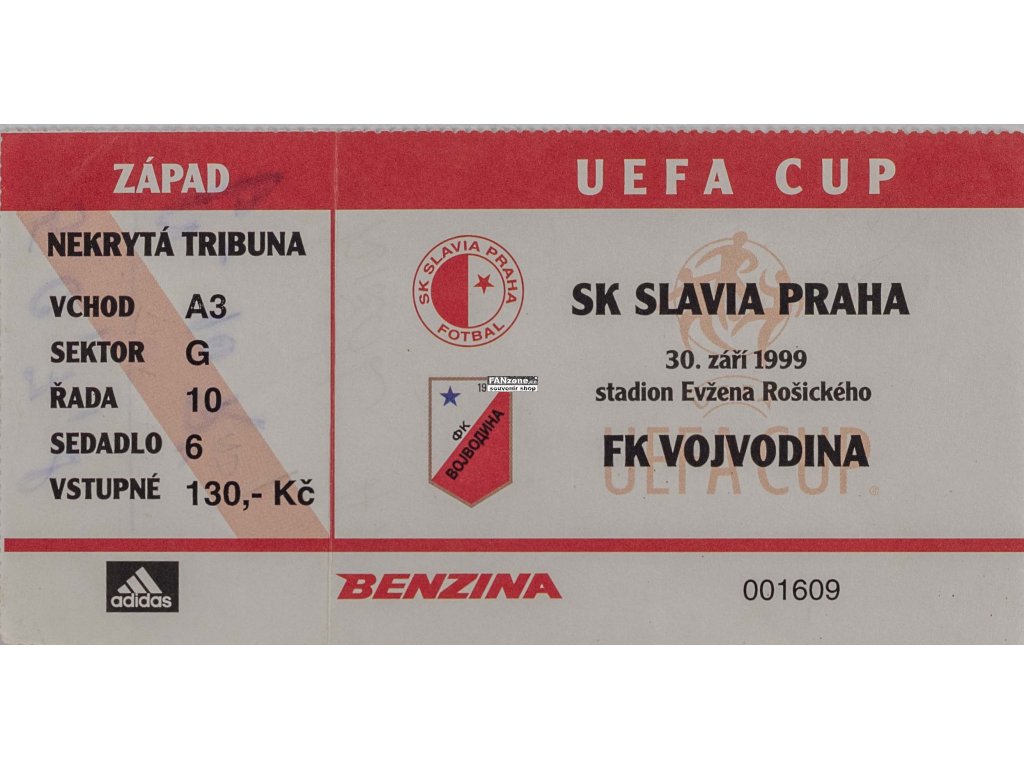 ZÁPAD
NEKRYTÁ TRIBUNA
VCHOD A3
SEKTOR G
ŘADA 10
SEDADLO 6
VSTUPNÉ 130,- Kč
adidas
UEFA CUP
SK SLAVIA PRAHA
FOTBAL
SK SLAVIA PRAHA
30. září 1999
stadion Evžena Rošického
FANzone.cz
souvenir shop
19
ФК
ВОЈВОДИНА
FK VOJVODINA
UEFA CUP
BENZINA
001609